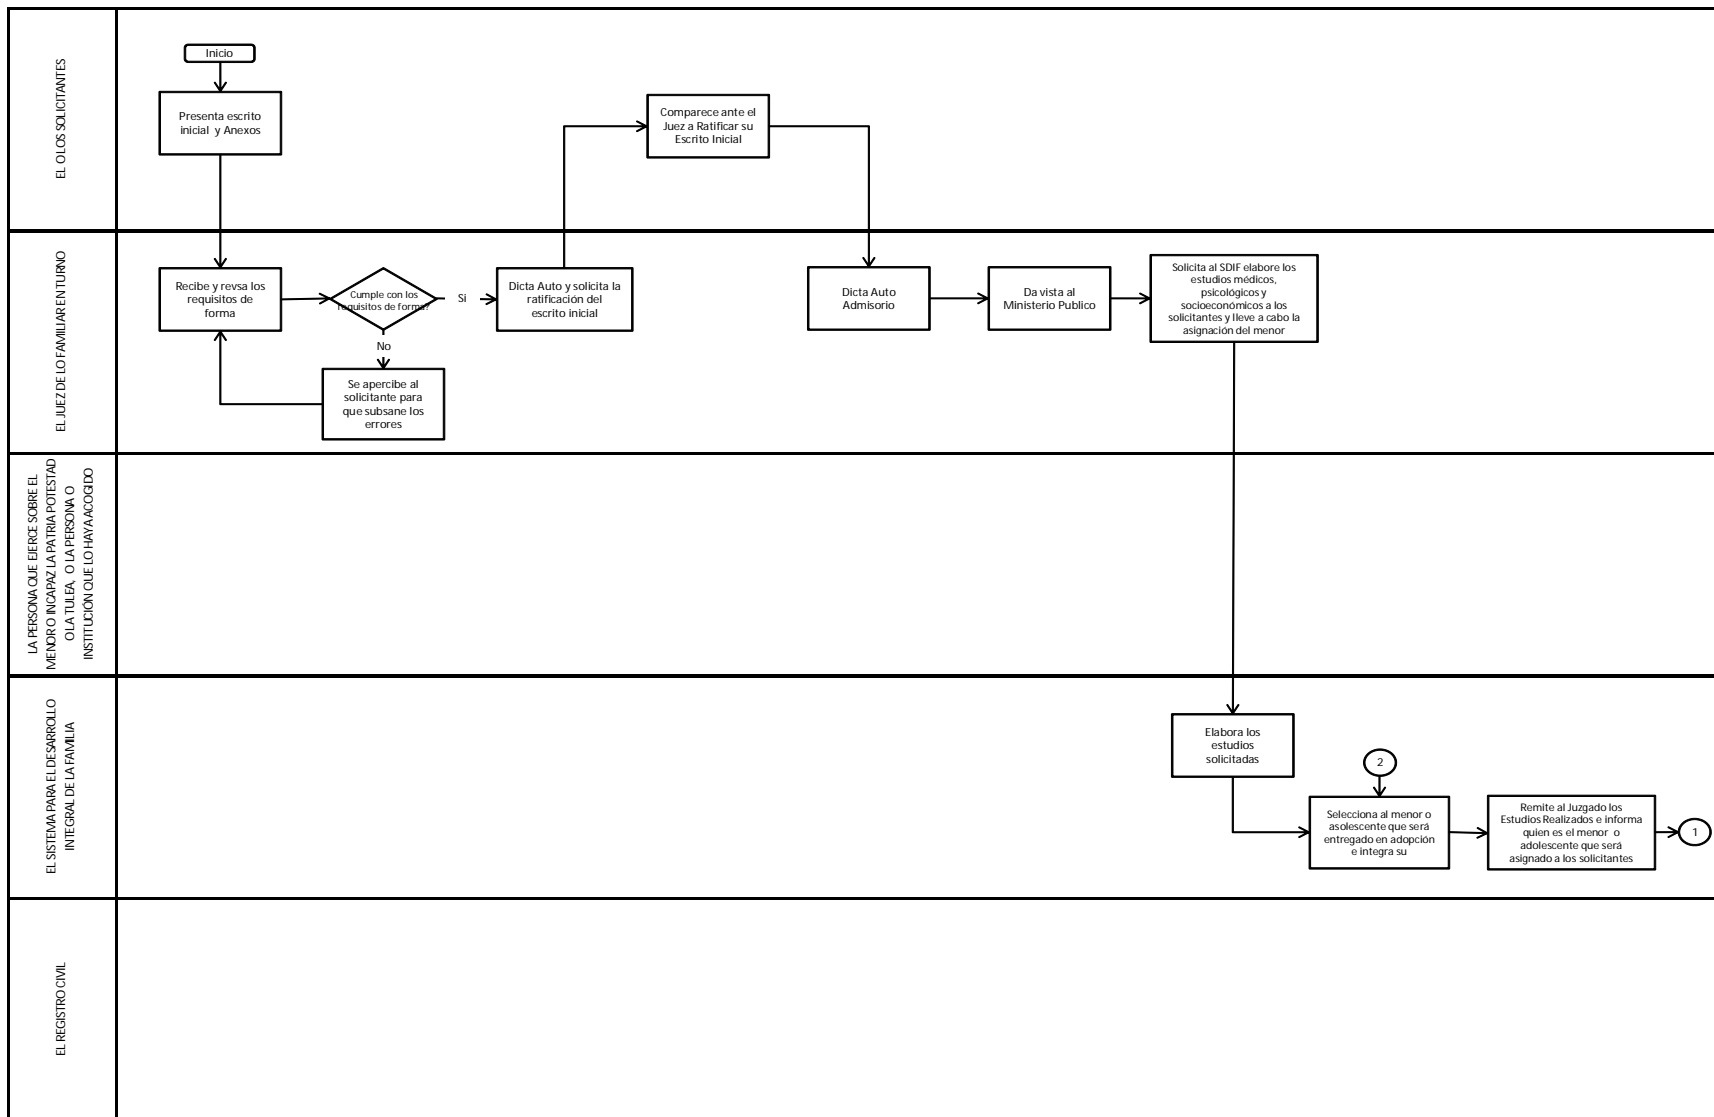 EL O LOS SOLICITANTES
Inicio
Presenta escrito
inicial y Anexos
Comparece ante el
Juez a Ratificar su
Escrito Inicial
EL JUEZ DE LO FAMILIAR EN TURNO
Recibe y revsa los
requisitos de
forma
Cumple con los
requisitos de forma?
Si
No
Se apercibe al
solicitante para
que subsane los
errores
Dicta Auto y solicita la
ratificación del
escrito inicial
Dicta Auto
Admisorio
Da vista al
Ministerio Publico
Solicita al SDIF elabore los
estudios médicos,
psicológicos y
socioeconómicos a los
solicitantes y lleve a cabo la
asignación del menor
LA PERSONA QUE EJERCE SOBRE EL
MENOR O INCAPAZ LA PATRIA POTESTAD
O LA TULEA, O LA PERSONA O
INSTITUCIÓN QUE LO HAYA ACOGIDO
EL SISTEMA PARA EL DESARROLLO
INTEGRAL DE LA FAMILIA
Elabora los
estudios
solicitadas
2
Selecciona al menor o
asolescente que será
entregado en adopción
e integra su
Remite al Juzgado los
Estudios Realizados e informa
quien es el menor o
adolescente que será
asignado a los solicitantes
1
EL REGISTRO CIVIL